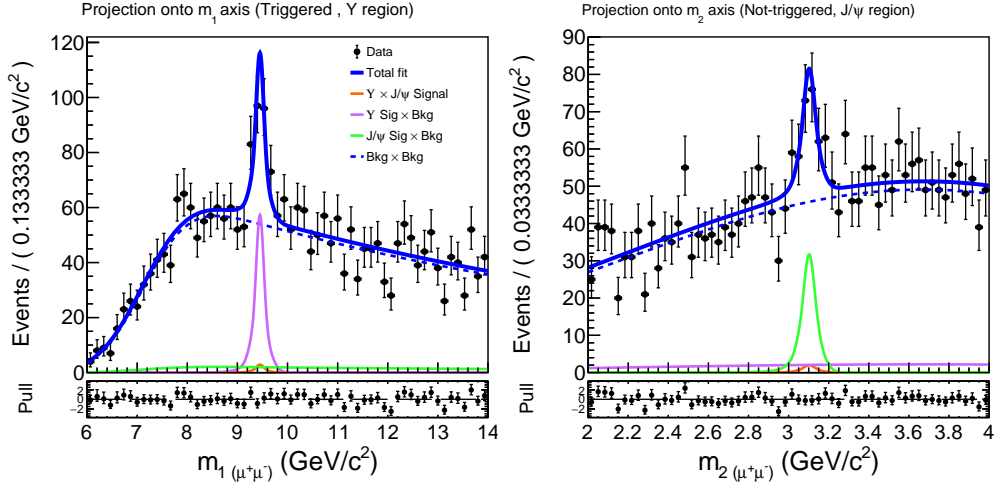 Projection onto m1 axis (Triggered , Y region)
Events / ( 0.133333 GeV/c²)
120
100
80
60
40
20
0
Data
Total fit
ϒ × J/ψ Signal
ϒ Sig × Bkg
J/ψ Sig × Bkg
Bkg × Bkg
Pull
2
0
−2
6 7 8 9 10 11 12 13 14
m1 (μ+μ-) (GeV/c²)
Projection onto m2 axis (Not-triggered, J/ψ region)
Events / ( 0.0333333 GeV/c²)
90
80
70
60
50
40
30
20
10
0
Pull
2
0
−2
2 2.2 2.4 2.6 2.8 3 3.2 3.4 3.6 3.8 4
m2 (μ+μ-) (GeV/c²)